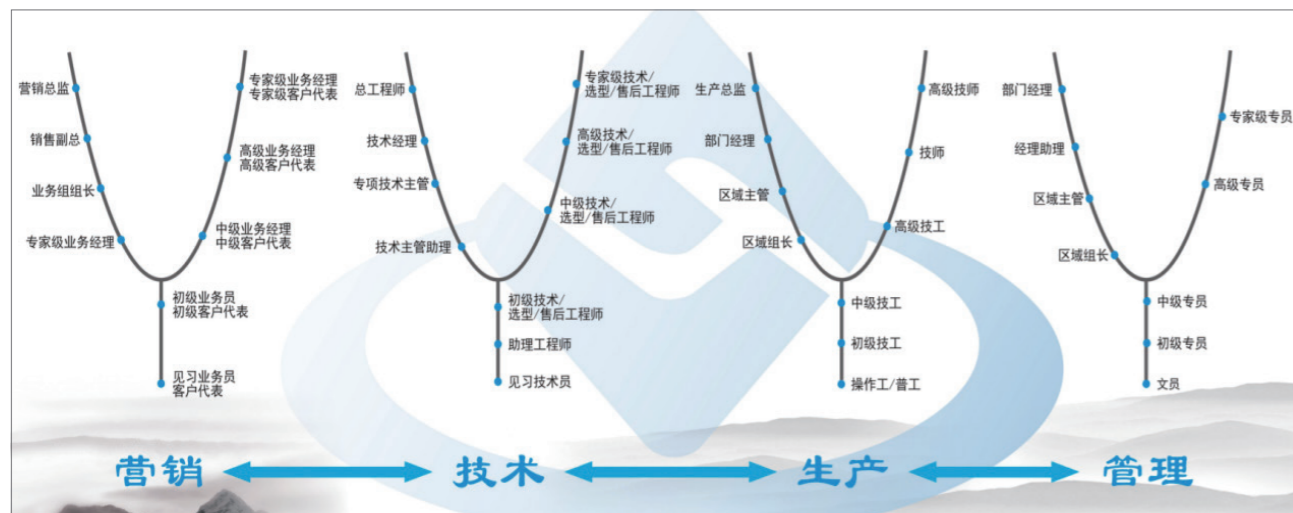 营销总监
销售副总
业务组组长
专家级业务经理
专家级业务经理
专家级客户代表
高级业务经理
高级客户代表
中级业务经理
中级客户代表
初级业务员
初级客户代表
见习业务员
客户代表
总工程师
技术经理
专项技术主管
技术主管助理
专家级技术/
选型/售后工程师
高级技术/
选型/售后工程师
中级技术/
选型/售后工程师
初级技术/
选型/售后工程师
助理工程师
见习技术员
生产总监
部门经理
区域主管
区域组长
高级技师
技师
高级技工
中级技工
初级技工
操作工/普工
部门经理
经理助理
区域主管
区域组长
专家级专员
高级专员
中级专员
初级专员
文员
营销
技术
生产
管理